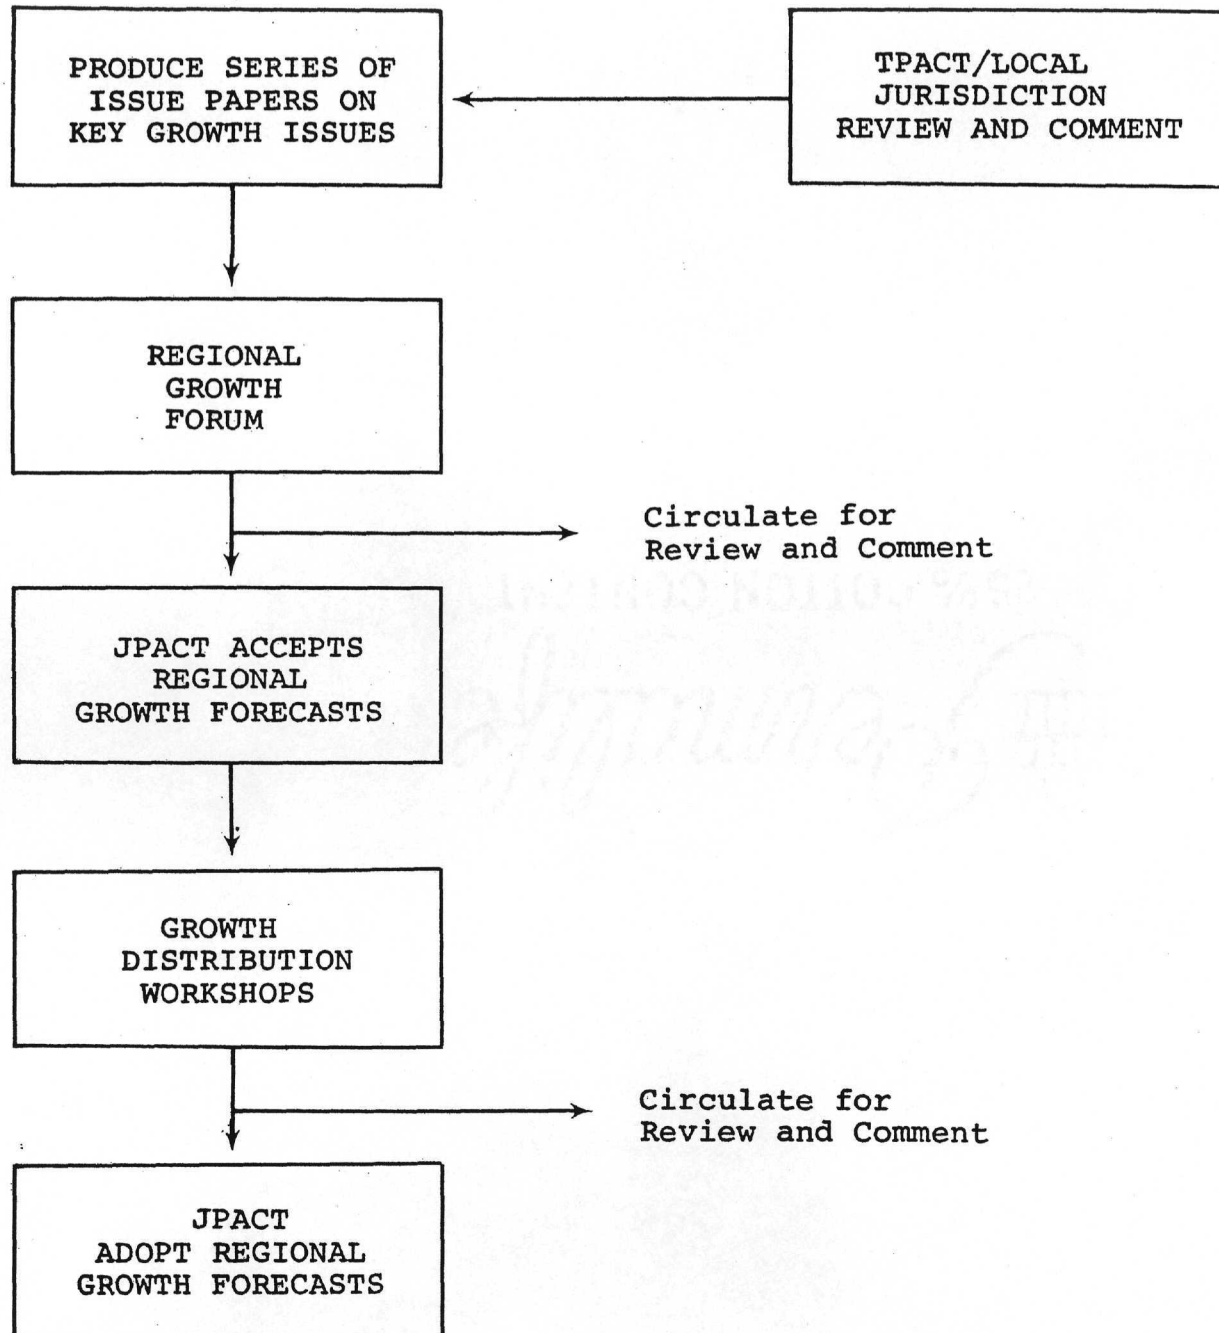 PRODUCE SERIES OF
ISSUE PAPERS ON
KEY GROWTH ISSUES
TPACT/LOCAL
JURISDICTION
REVIEW AND COMMENT
REGIONAL
GROWTH
FORUM
Circulate for
Review and Comment
JPACT ACCEPTS
REGIONAL
GROWTH FORECASTS
GROWTH
DISTRIBUTION
WORKSHOPS
Circulate for
Review and Comment
JPACT
ADOPT REGIONAL
GROWTH FORECASTS